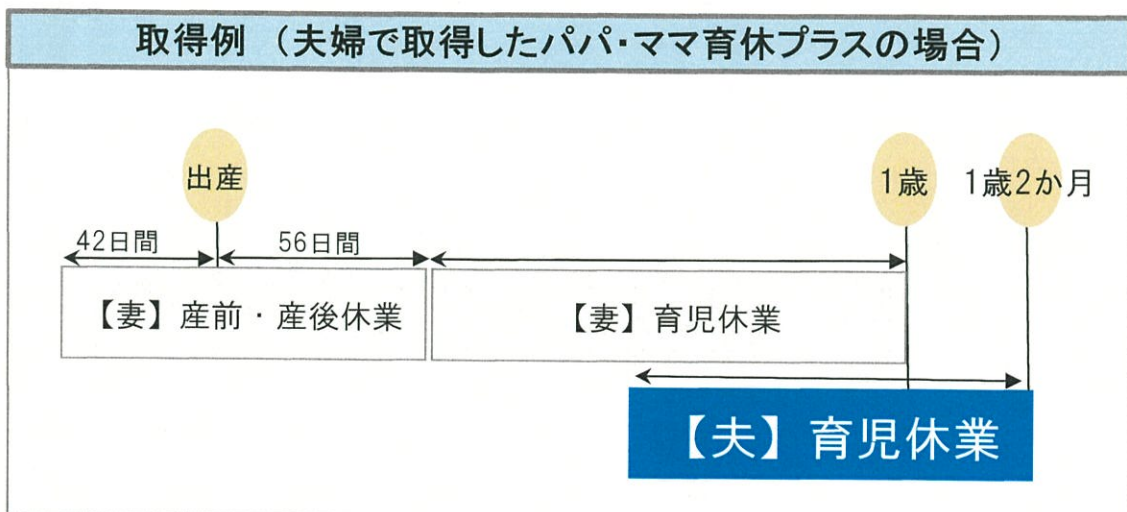 取得例 （夫婦で取得したパパ・ママ育休プラスの場合）
出産
1歳
1歳2か月
42日間
56日間
【妻】産前・産後休業
【妻】育児休業
【夫】育児休業